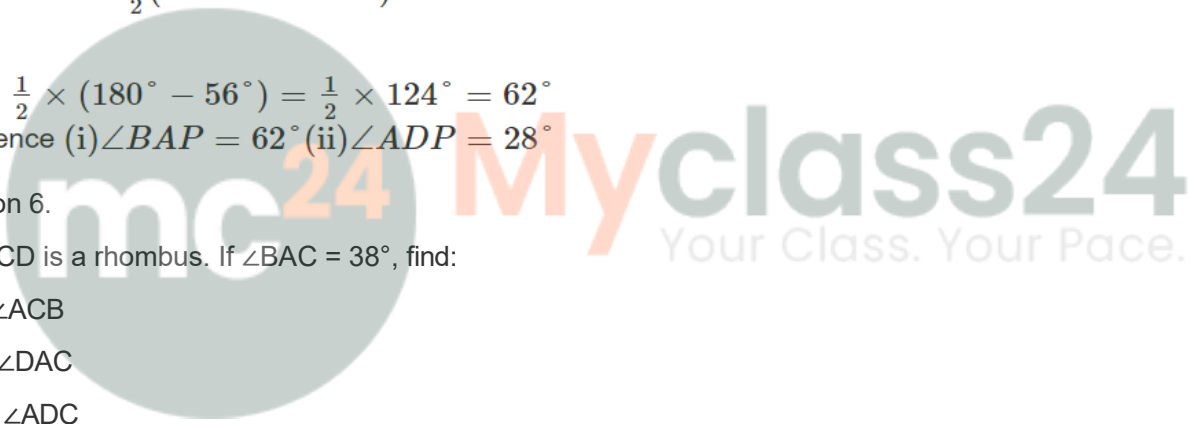 2 (
1/2 × (180° – 56°) = 1/2 × 124° = 62°
ence (i)∠BAP = 62°(ii)∠ADP = 28°
on 6.
CD is a rhombus. If ∠BAC = 38°, find:
∠ACB
∠DAC
∠ADC
mc24
Myclass24
Your Class. Your Pace.